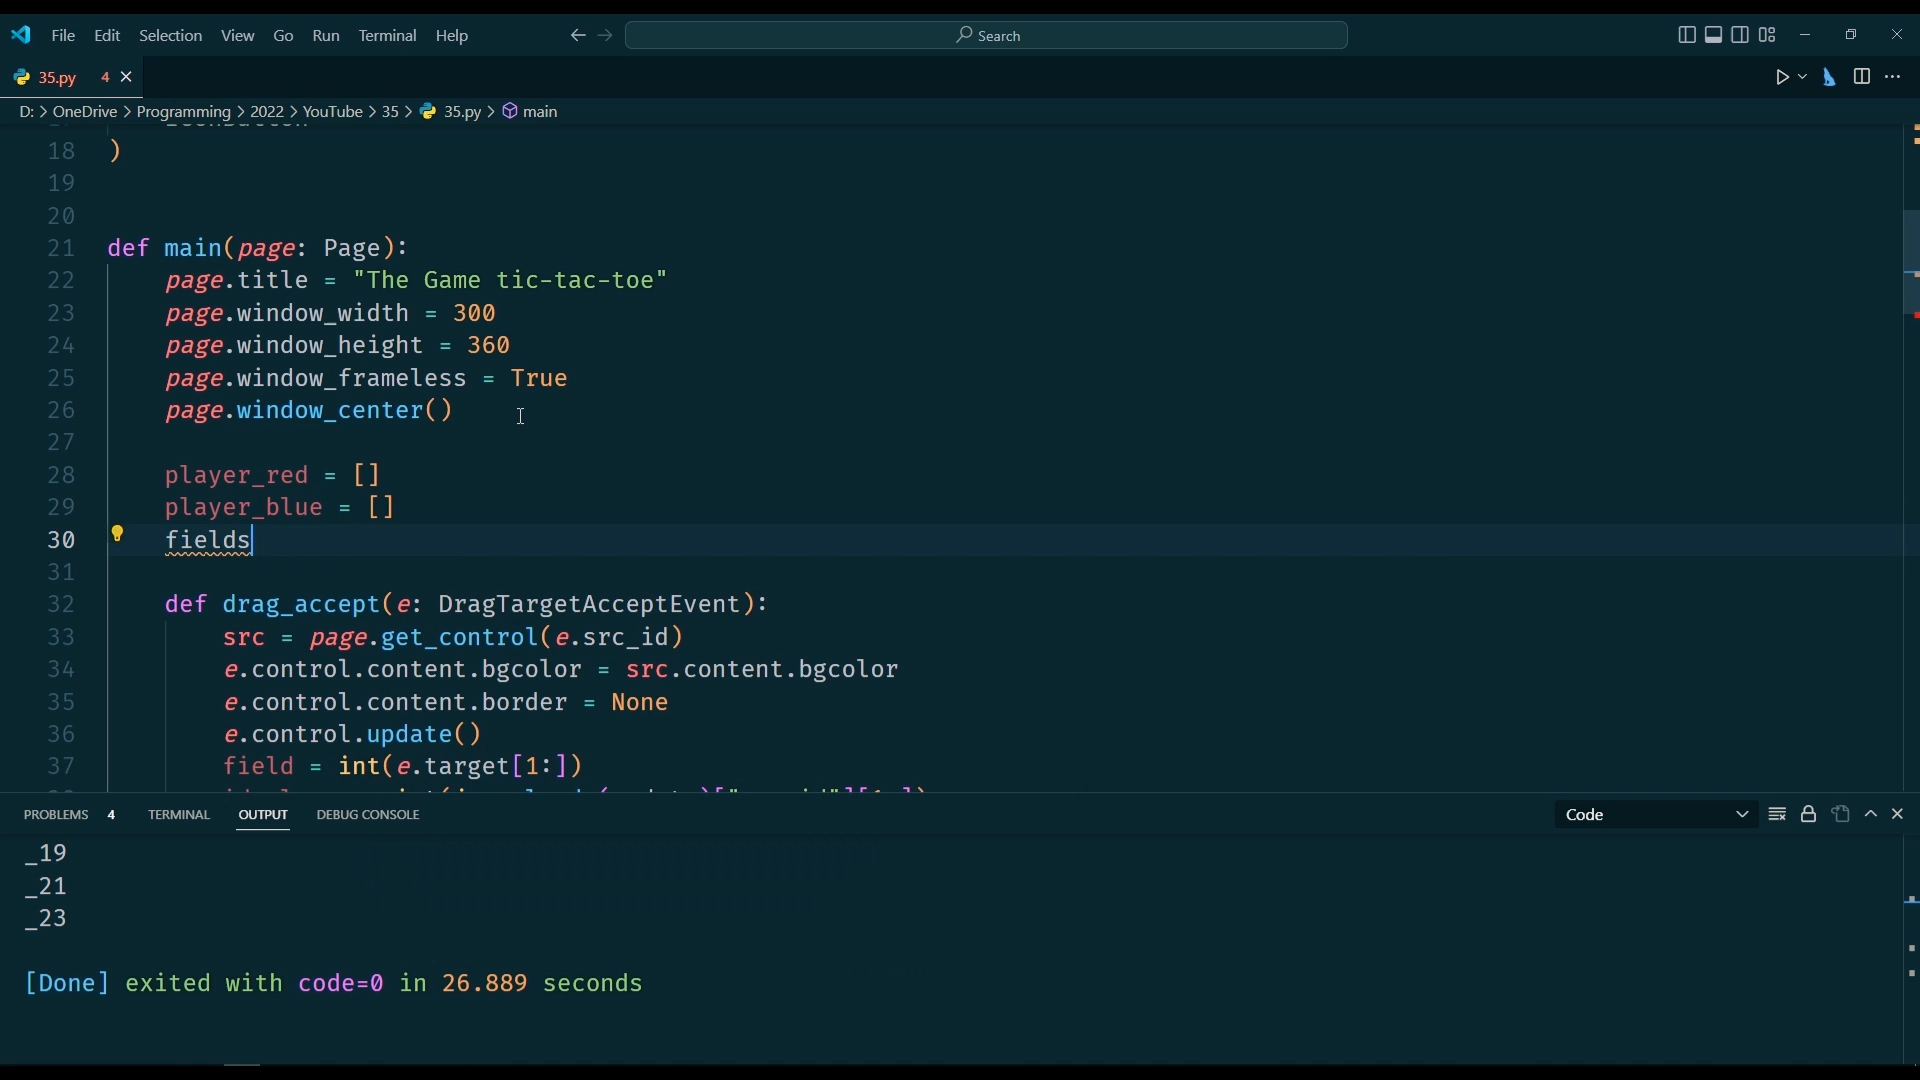 File Edit Selection View Go Run Terminal Help Search
35.py 4
D: > OneDrive > Programming > 2022 > YouTube > 35 > 35.py > main
18 )
19
20
21 def main(page: Page):
22 page.title = "The Game tic-tac-toe"
23 page.window_width = 300
24 page.window_height = 360
25 page.window_frameless = True
26 page.window_center()
27
28 player_red = []
29 player_blue = []
30 fields
31
32 def drag_accept(e: DragTargetAcceptEvent):
33 src = page.get_control(e.src_id)
34 e.control.content.bgcolor = src.content.bgcolor
35 e.control.content.border = None
36 e.control.update()
37 field = int(e.target[1:])
PROBLEMS 4 TERMINAL OUTPUT DEBUG CONSOLE Code
_19
_21
_23
[Done] exited with code=0 in 26.889 seconds